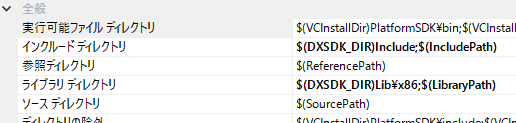 全般
実行可能ファイル ディレクトリ $(VCInstallDir)PlatformSDK¥bin;$(VCInstallDir)
インクルード ディレクトリ $(DXSDK_DIR)Include;$(IncludePath)
参照ディレクトリ $(ReferencePath)
ライブラリ ディレクトリ $(DXSDK_DIR)Lib¥x86;$(LibraryPath)
ソース ディレクトリ $(SourcePath)
ディレクトリの除外 $(VCInstallDir)PlatformSDK¥include;$(VCI